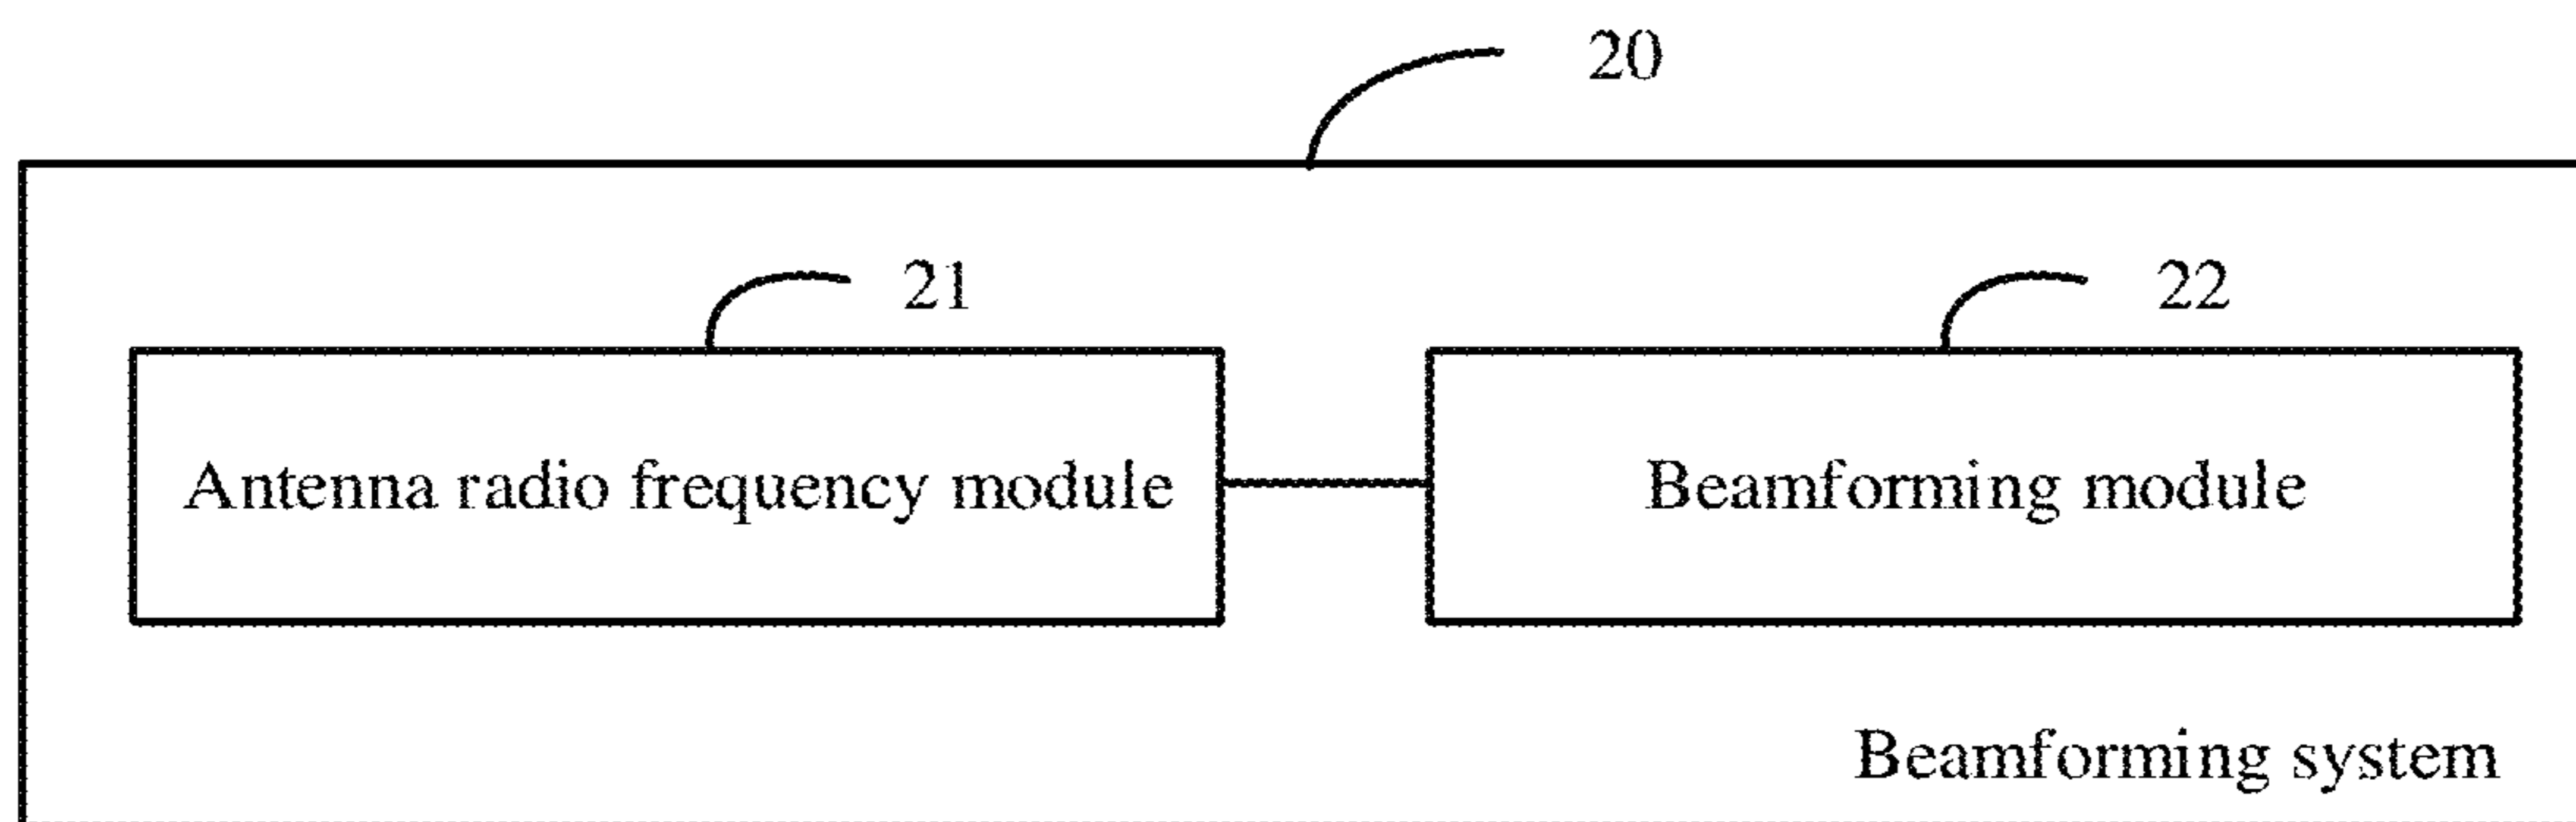 20
21
22
Antenna radio frequency module
Beamforming module
Beamforming system